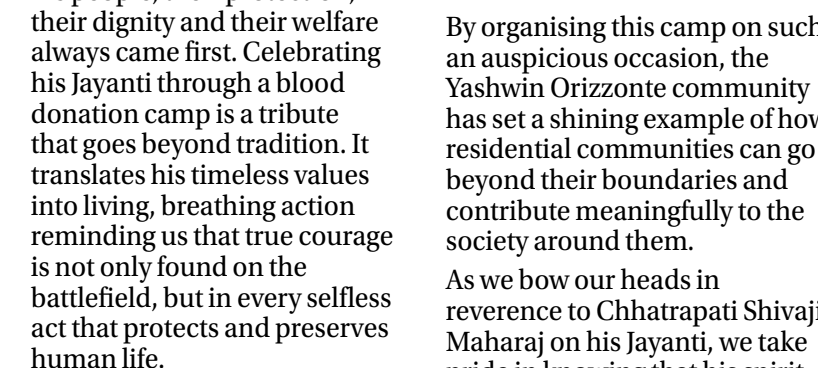 their dignity and their welfare
always came first. Celebrating
his Jayanti through a blood
donation camp is a tribute
that goes beyond tradition. It
translates his timeless values
into living, breathing action
reminding us that true courage
is not only found on the
battlefield, but in every selfless
act that protects and preserves
human life.
By organising this camp on such
an auspicious occasion, the
Yashwin Orizzonte community
has set a shining example of how
residential communities can go
beyond their boundaries and
contribute meaningfully to the
society around them.
As we bow our heads in
reverence to Chhatrapati Shivaji
Maharaj on his Jayanti, we take